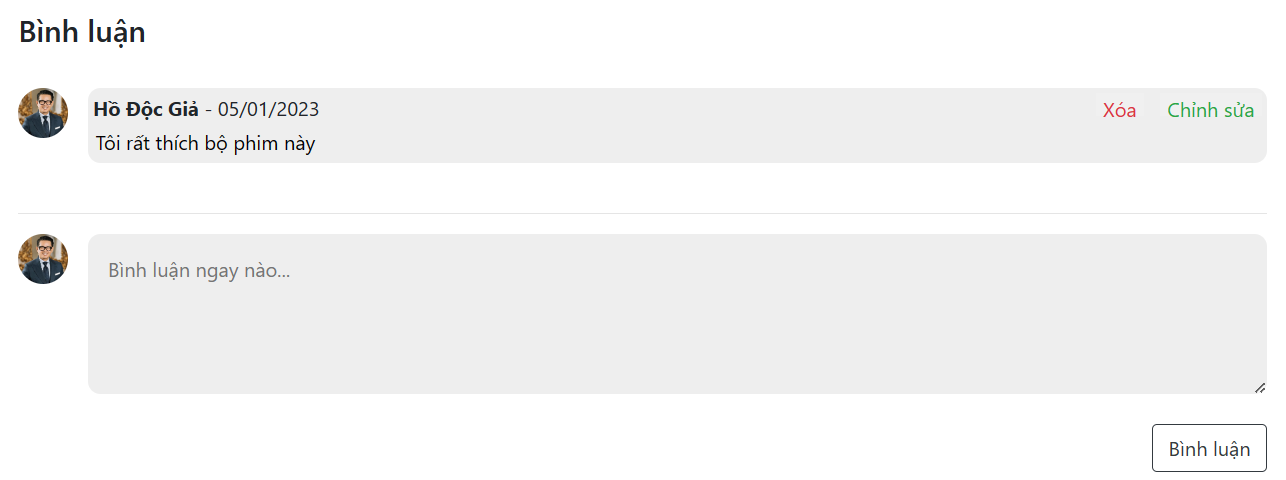 Bình luận
Hồ Độc Giả - 05/01/2023 Xóa Chỉnh sửa
Tôi rất thích bộ phim này
Bình luận ngay nào...
Bình luận